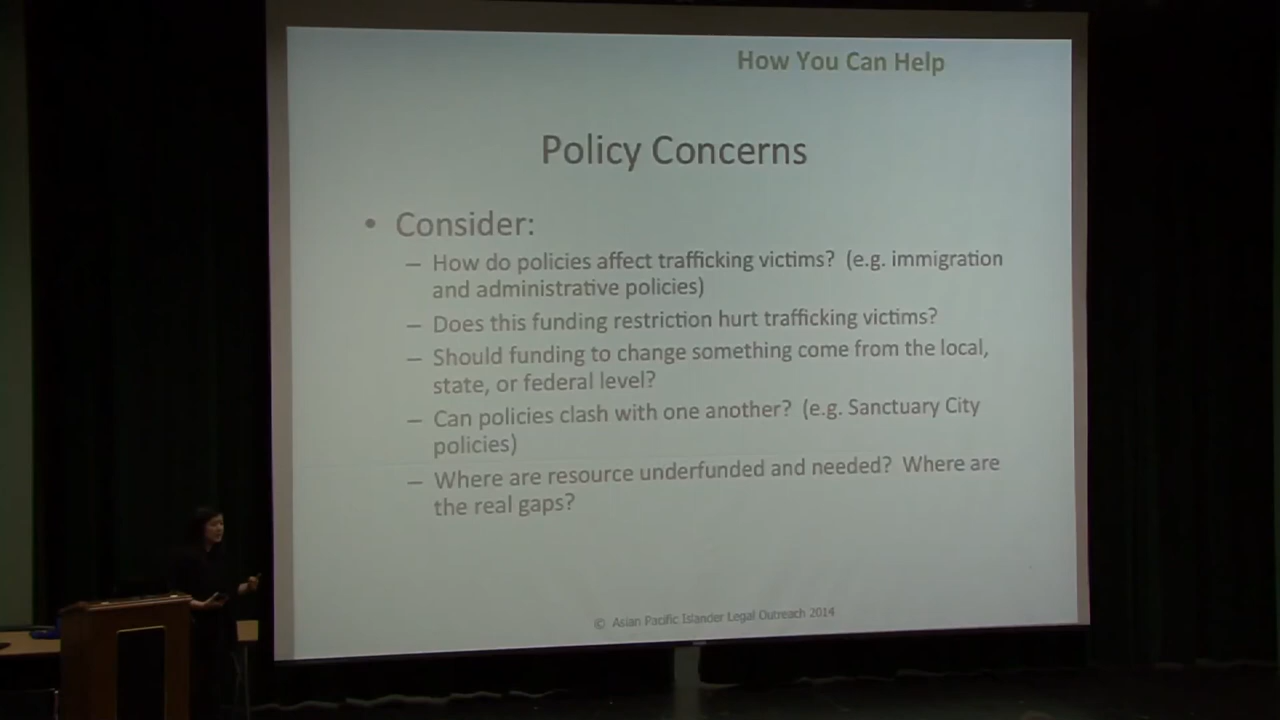 How You Can Help
Policy Concerns
• Consider:
– How do policies affect trafficking victims? (e.g. immigration
and administrative policies)
– Does this funding restriction hurt trafficking victims?
– Should funding to change something come from the local,
state, or federal level?
– Can policies clash with one another? (e.g. Sanctuary City
policies)
– Where are resource underfunded and needed? Where are
the real gaps?
© Asian Pacific Islander Legal Outreach 2014